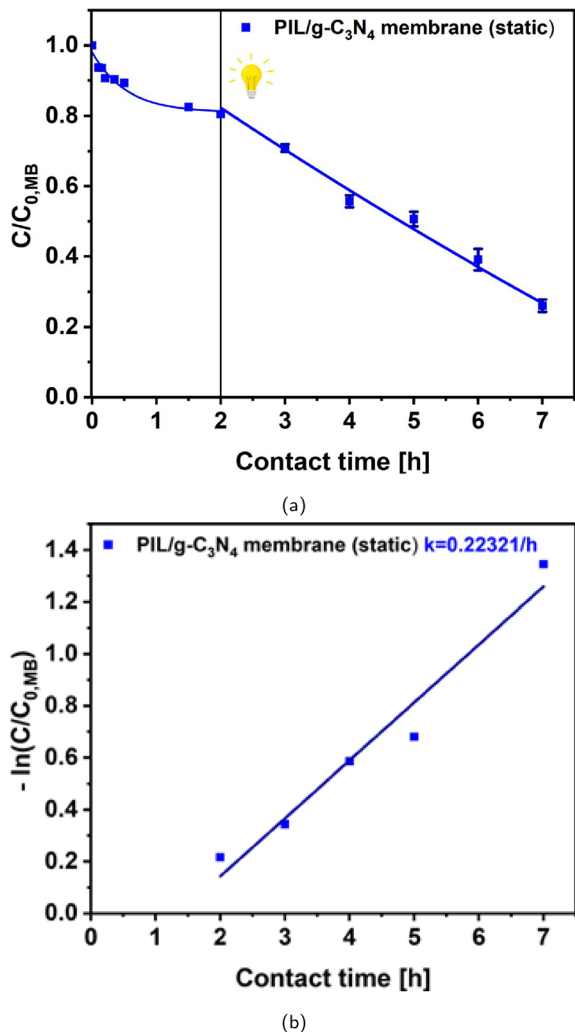 PIL/g-C₃N₄ membrane (static)
C/C₀,MB
1.0
0.8
0.6
0.4
0.2
0.0
0 1 2 3 4 5 6 7
Contact time [h]
(a)
PIL/g-C₃N₄ membrane (static) k=0.22321/h
- ln(C/C₀,MB)
1.4
1.2
1.0
0.8
0.6
0.4
0.2
0.0
0 1 2 3 4 5 6 7
Contact time [h]
(b)